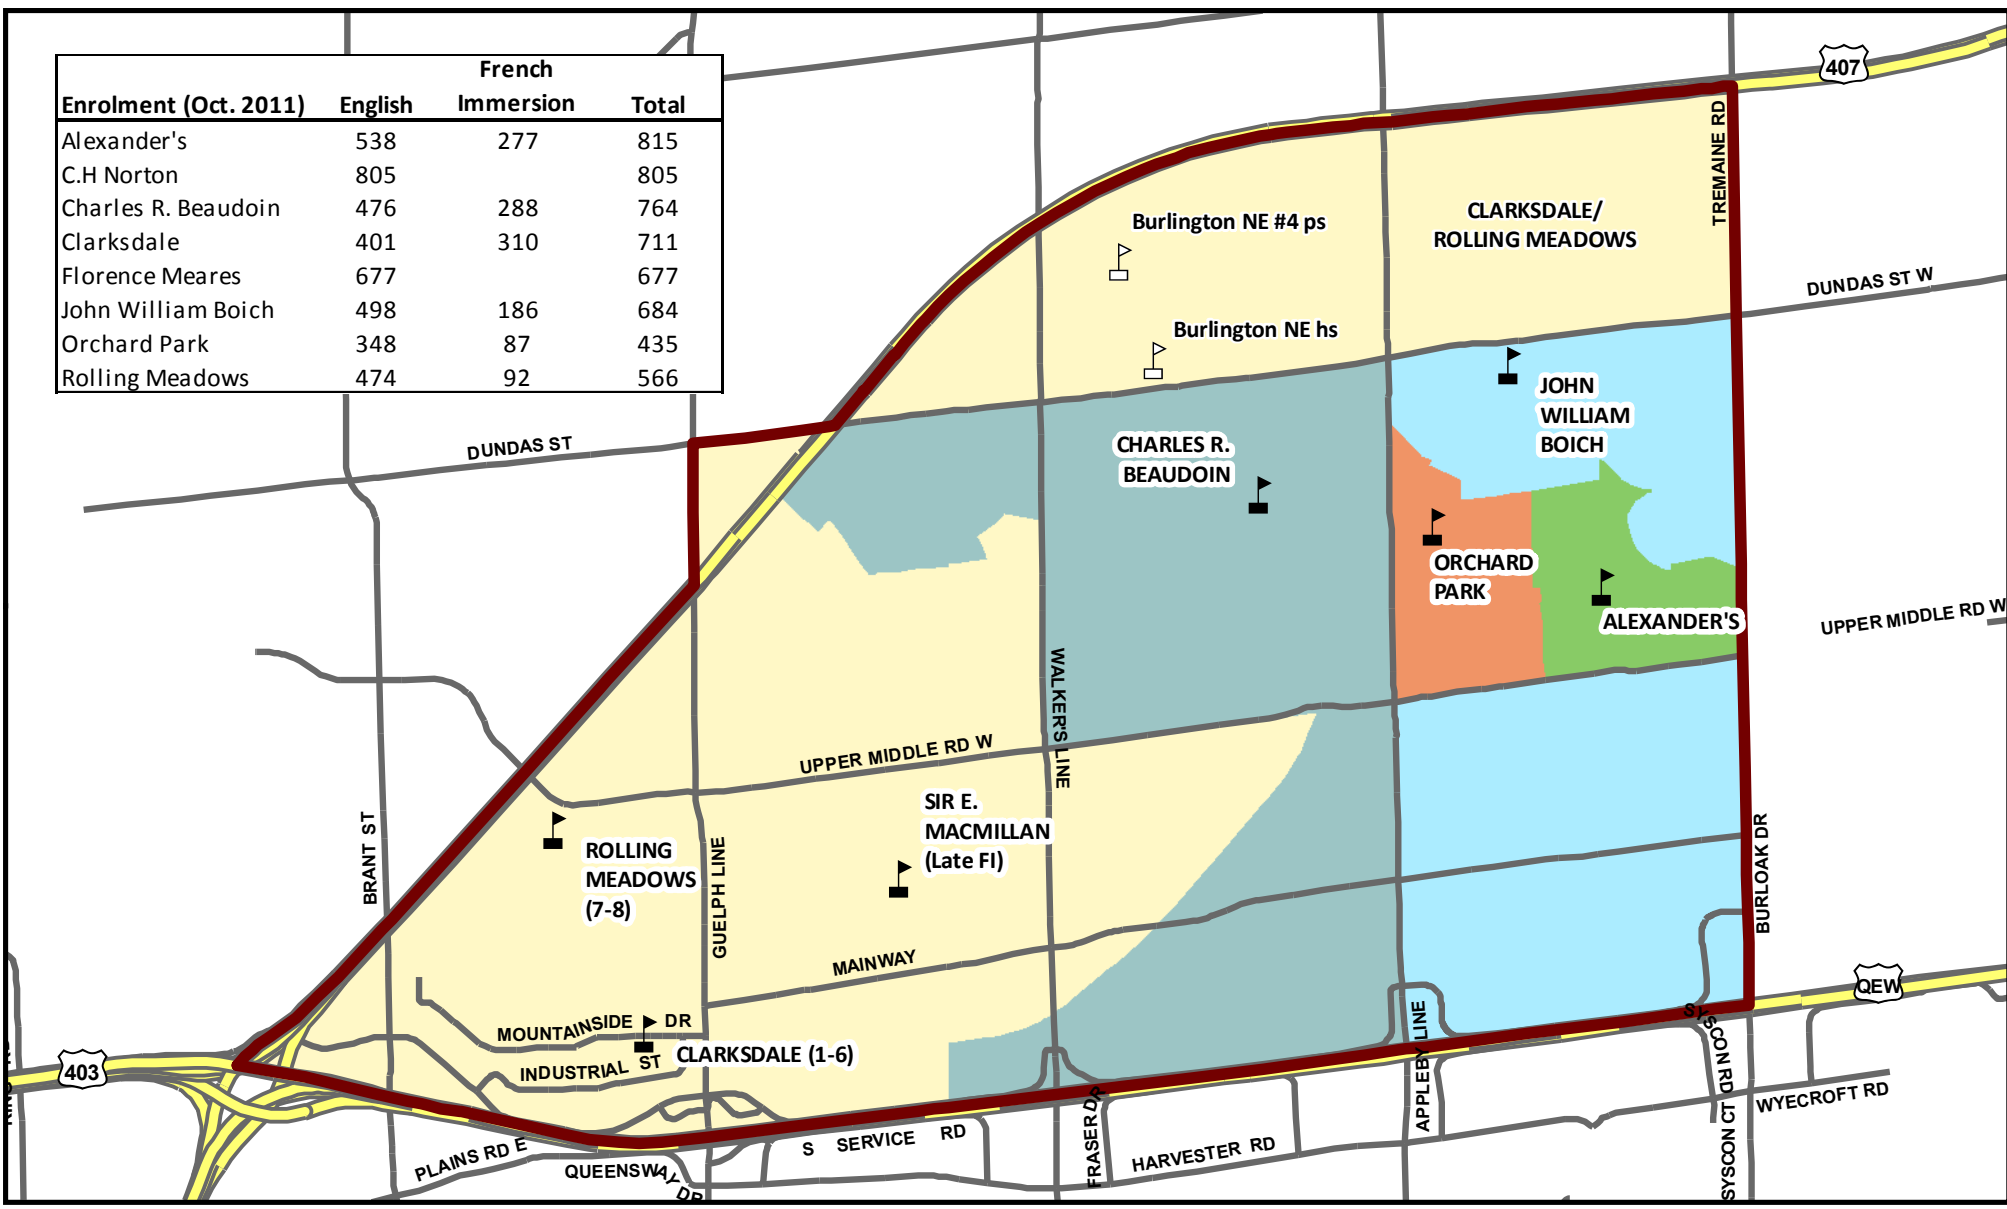 French
Enrolment (Oct. 2011) English Immersion Total
Alexander's 538 277 815
C.H Norton 805 805
Charles R. Beaudoin 476 288 764
Clarksdale 401 310 711
Florence Meares 677 677
John William Boich 498 186 684
Orchard Park 348 87 435
Rolling Meadows 474 92 566
407
TREMAINE RD
CLARKSDALE/
ROLLING MEADOWS
Burlington NE #4 ps
Burlington NE hs
DUNDAS ST W
DUNDAS ST
JOHN
WILLIAM
BOICH
CHARLES R.
BEAUDOIN
ORCHARD
PARK
ALEXANDER'S
UPPER MIDDLE RD W
WALKER'S LINE
UPPER MIDDLE RD W
SIR E.
MACMILLAN
(Late FI)
ROLLING
MEADOWS
(7-8)
BRANT ST
GUELPH LINE
BURLOAK DR
MAINWAY
QEW
MOUNTAINSIDE DR
CLARKSDALE (1-6)
INDUSTRIAL ST
403
APPLEBY LINE
SYSCON RD
SYSCON CT
WYECROFT RD
FRASER DR
S SERVICE RD
HARVESTER RD
PLAINS RD E
QUEENSWAY DR